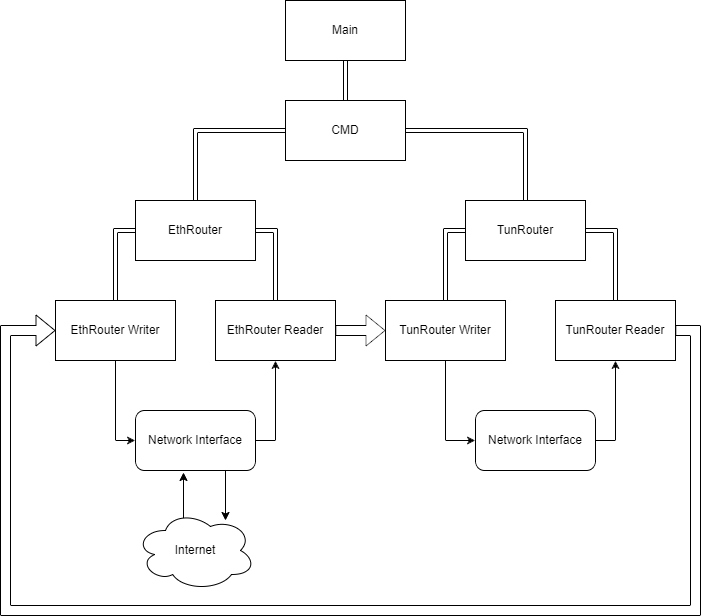 Main
CMD
EthRouter
TunRouter
EthRouter Writer
EthRouter Reader
TunRouter Writer
TunRouter Reader
Network Interface
Network Interface
Internet